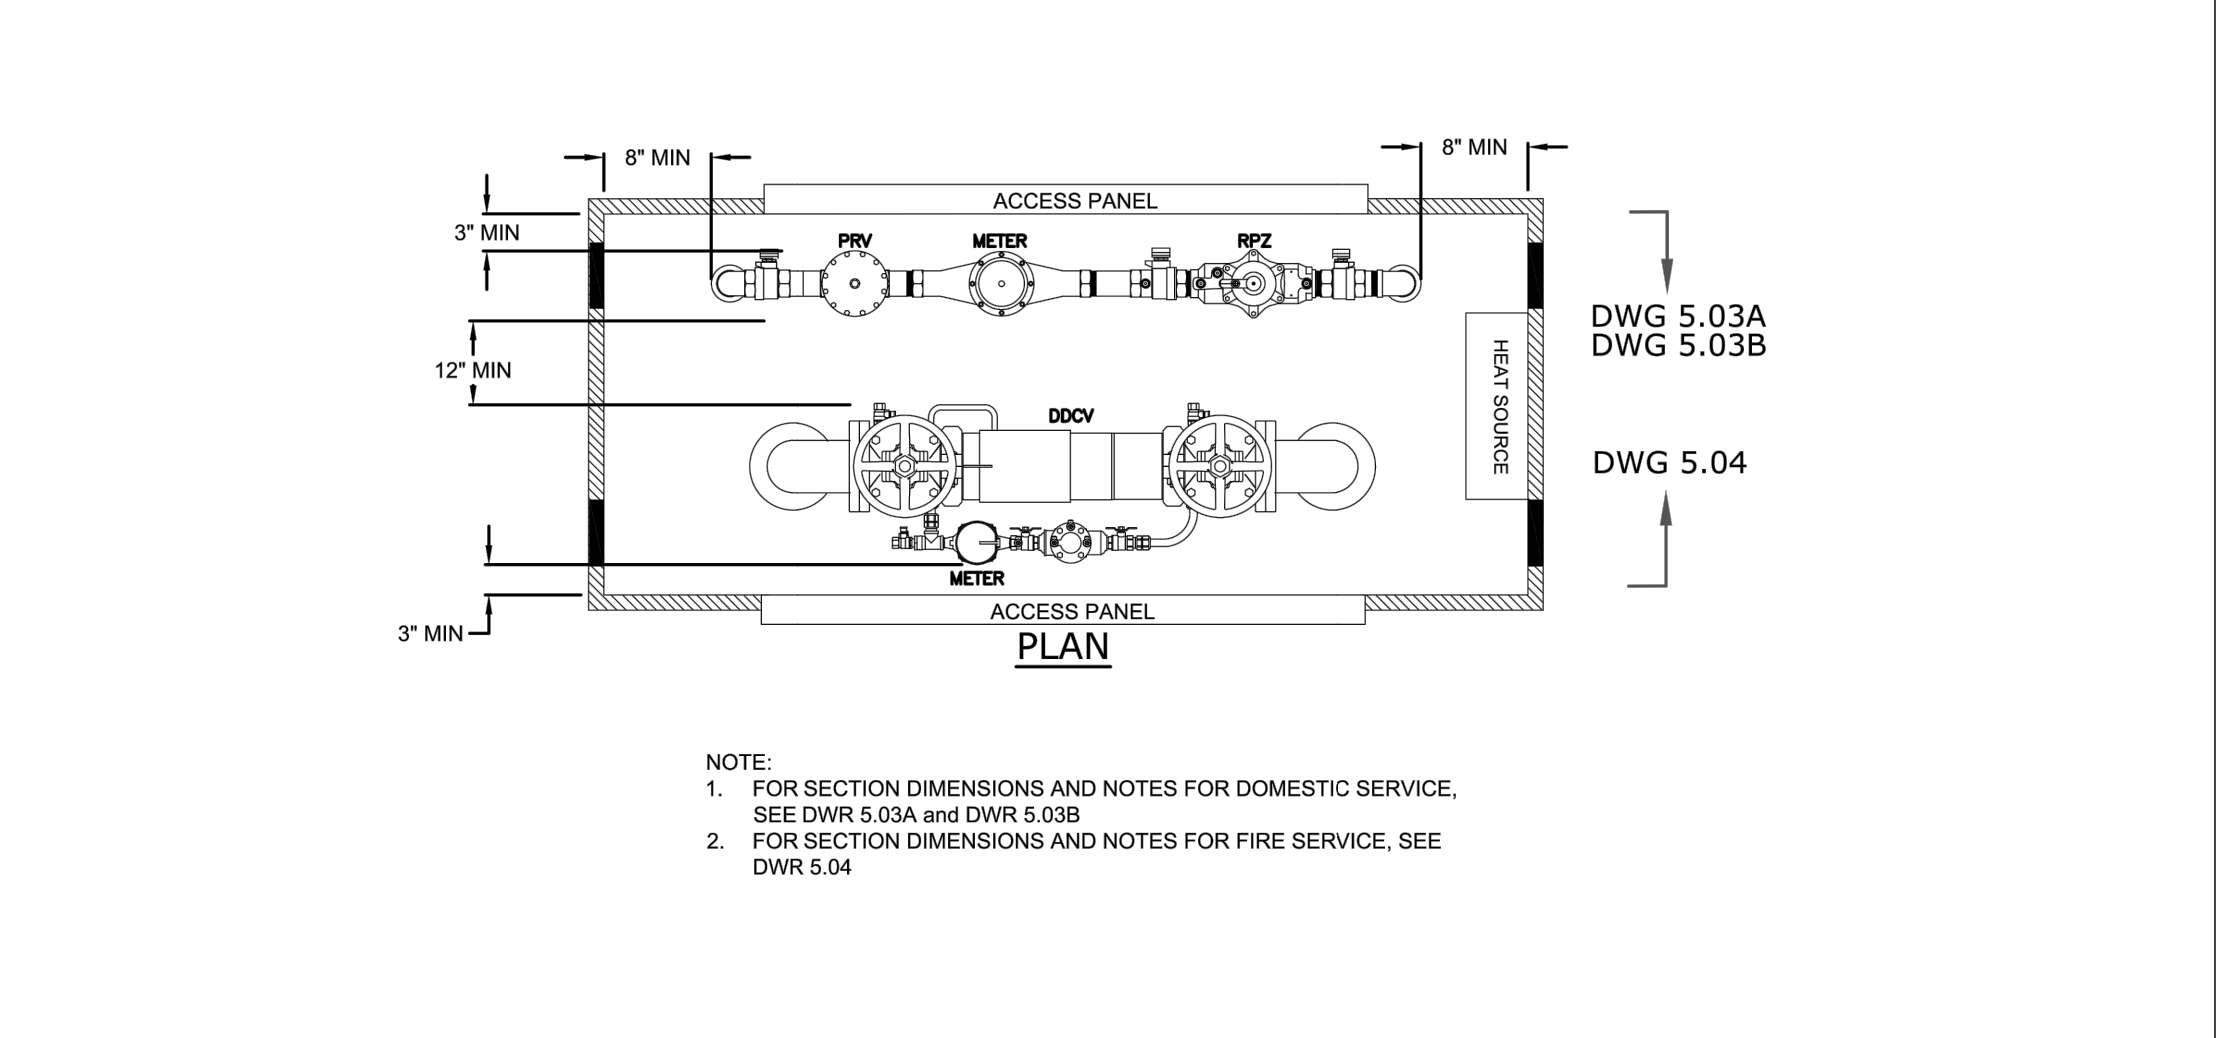 8" MIN
8" MIN
ACCESS PANEL
3" MIN
PRV
METER
RPZ
DWG 5.03A
DWG 5.03B
12" MIN
HEAT SOURCE
DDCV
DWG 5.04
METER
ACCESS PANEL
3" MIN
PLAN
NOTE:
1. FOR SECTION DIMENSIONS AND NOTES FOR DOMESTIC SERVICE,
SEE DWR 5.03A and DWR 5.03B
2. FOR SECTION DIMENSIONS AND NOTES FOR FIRE SERVICE, SEE
DWR 5.04